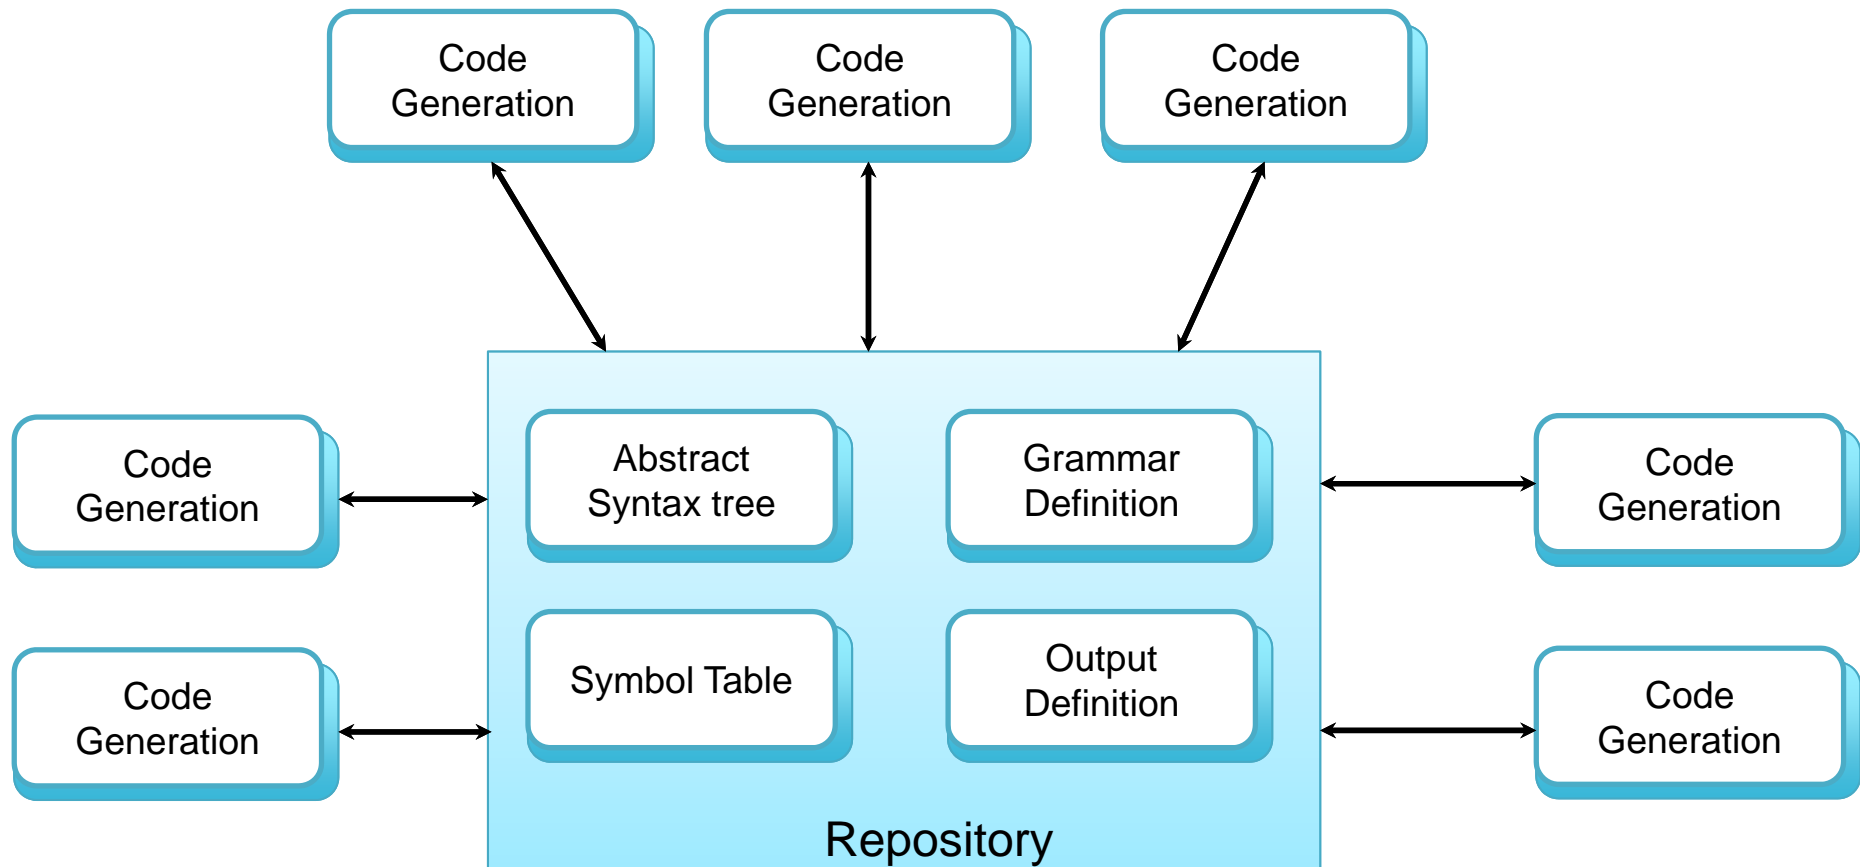 Code
Generation
Code
Generation
Code
Generation
Code
Generation
Abstract
Syntax tree
Grammar
Definition
Code
Generation
Code
Generation
Symbol Table
Output
Definition
Code
Generation
Repository